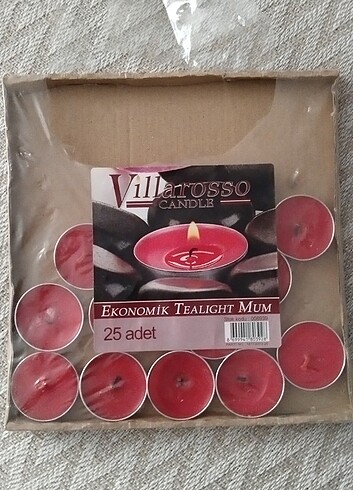 Villarosso
CANDLE
EKONOMİK TEALIGHT MUM
25 adet